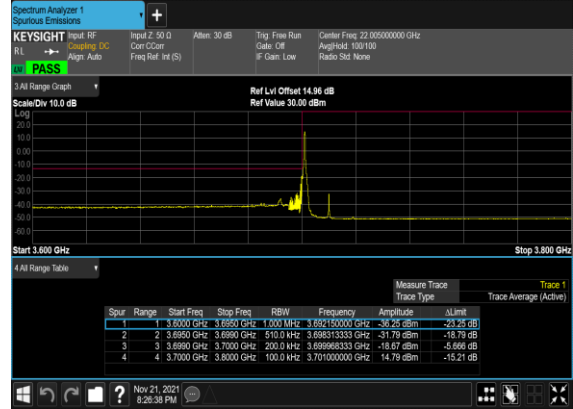 Spectrum Analyzer 1
Spurious Emissions
+
KEYSIGHT Input: RF Input Z: 50 Ω Atten: 30 dB Trig: Free Run Center Freq: 22.005000000 GHz
RL Coupling: DC Corr CCorr Gate: Off Avg|Hold: 100/100
Align: Auto Freq Ref: Int (S) IF Gain: Low Radio Std: None
PASS
3 All Range Graph
Ref Lvl Offset 14.96 dB
Scale/Div 10.0 dB Ref Value 30.00 dBm
Log
20.0
10.0
0.00
-10.0
-20.0
-30.0
-40.0
-50.0
-60.0
Start 3.600 GHz Stop 3.800 GHz
4 All Range Table
Measure Trace Trace 1
Trace Type Trace Average (Active)
Spur Range Start Freq Stop Freq RBW Frequency Amplitude ΔLimit
1 1 3.6000 GHz 3.6950 GHz 1.000 MHz 3.692150000 GHz -36.25 dBm -23.25 dB
2 2 3.6950 GHz 3.6990 GHz 510.0 kHz 3.698313333 GHz -31.79 dBm -18.79 dB
3 3 3.6990 GHz 3.7000 GHz 200.0 kHz 3.699968333 GHz -18.67 dBm -5.666 dB
4 4 3.7000 GHz 3.8000 GHz 100.0 kHz 3.701000000 GHz 14.79 dBm -15.21 dB
? Nov 21, 2021
8:26:38 PM